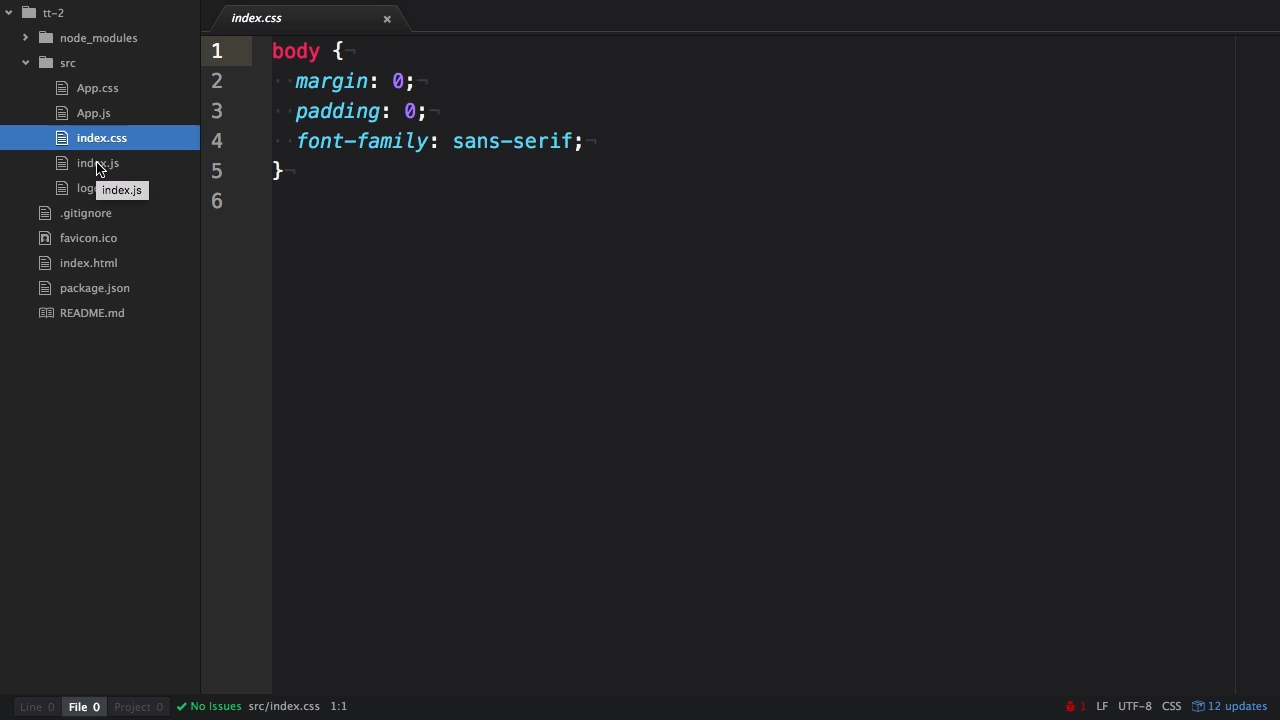 tt-2
node_modules
src
App.css
App.js
index.css
index.js
index.js
.gitignore
favicon.ico
index.html
package.json
README.md
index.css
1 body {¬
2 margin: 0;¬
3 padding: 0;¬
4 font-family: sans-serif;¬
5 }¬
6
Line 0 File 0 Project 0 No Issues src/index.css 1:1 1 LF UTF-8 CSS 12 updates